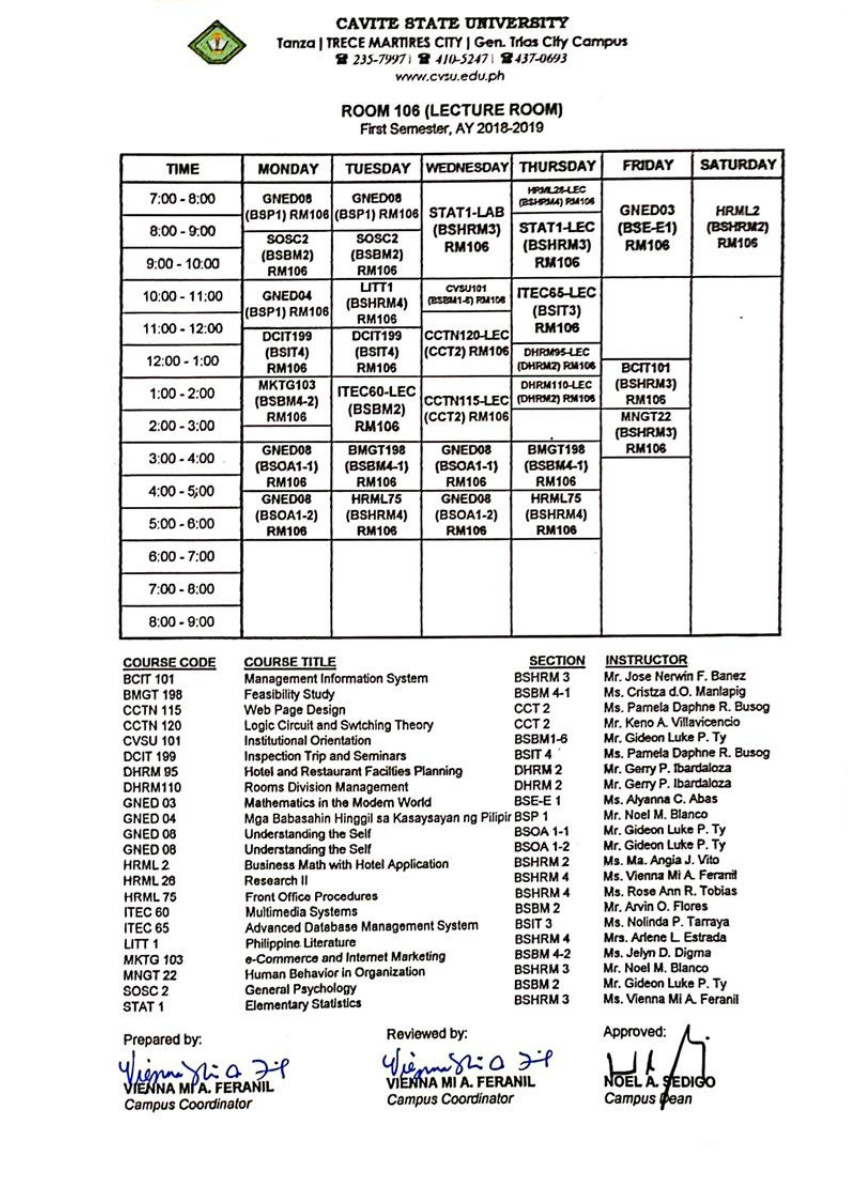 CAVITE STATE UNIVERSITY
Tanza | TRECE MARTIRES CITY | Gen. Trias City Campus
☎ 235-7997 | ☎ 410-5247 | ☎ 437-0693
www.cvsu.edu.ph
ROOM 106 (LECTURE ROOM)
First Semester, AY 2018-2019
TIME MONDAY TUESDAY WEDNESDAY THURSDAY FRIDAY SATURDAY
7:00 - 8:00
8:00 - 9:00
9:00 - 10:00
10:00 - 11:00
11:00 - 12:00
12:00 - 1:00
1:00 - 2:00
2:00 - 3:00
3:00 - 4:00
4:00 - 5:00
5:00 - 6:00
6:00 - 7:00
7:00 - 8:00
8:00 - 9:00
GNED08
(BSP1) RM106
SOSC2
(BSBM2)
RM106
GNED04
(BSP1) RM106
DCIT199
(BSIT4)
RM106
MKTG103
(BSBM4-2)
RM106
GNED08
(BSOA1-1)
RM106
GNED08
(BSOA1-2)
RM106
GNED08
(BSP1) RM106
SOSC2
(BSBM2)
RM106
LITT1
(BSHRM4)
RM106
DCIT199
(BSIT4)
RM106
ITEC60-LEC
(BSBM2)
RM106
BMGT198
(BSBM4-1)
RM106
HRML75
(BSHRM4)
RM106
STAT1-LAB
(BSHRM3)
RM106
CVSU101
(BSBM1-6) RM106
CCTN120-LEC
(CCT2) RM106
CCTN115-LEC
(CCT2) RM106
GNED08
(BSOA1-1)
RM106
GNED08
(BSOA1-2)
RM106
HRML28-LEC
(BSHRM4) RM106
STAT1-LEC
(BSHRM3)
RM106
ITEC65-LEC
(BSIT3)
RM106
DHRM95-LEC
(DHRM2) RM106
DHRM110-LEC
(DHRM2) RM106
BMGT198
(BSBM4-1)
RM106
HRML75
(BSHRM4)
RM106
GNED03
(BSE-E1)
RM106
BCIT101
(BSHRM3)
RM106
MNGT22
(BSHRM3)
RM106
HRML2
(BSHRM2)
RM106
COURSE CODE COURSE TITLE SECTION INSTRUCTOR
BCIT 101 Management Information System BSHRM 3 Mr. Jose Nerwin F. Banez
BMGT 198 Feasibility Study BSBM 4-1 Ms. Cristza d.O. Manlapig
CCTN 115 Web Page Design CCT 2 Ms. Pamela Daphne R. Busog
CCTN 120 Logic Circuit and Swtching Theory CCT 2 Mr. Keno A. Villavicencio
CVSU 101 Institutional Orientation BSBM1-6 Mr. Gideon Luke P. Ty
DCIT 199 Inspection Trip and Seminars BSIT 4 Ms. Pamela Daphne R. Busog
DHRM 95 Hotel and Restaurant Facilties Planning DHRM 2 Mr. Gerry P. Ibardaloza
DHRM110 Rooms Division Management DHRM 2 Mr. Gerry P. Ibardaloza
GNED 03 Mathematics in the Modern World BSE-E 1 Ms. Alyanna C. Abas
GNED 04 Mga Babasahin Hinggil sa Kasaysayan ng Pilipir BSP 1 Mr. Noel M. Blanco
GNED 08 Understanding the Self BSOA 1-1 Mr. Gideon Luke P. Ty
GNED 08 Understanding the Self BSOA 1-2 Mr. Gideon Luke P. Ty
HRML 2 Business Math with Hotel Application BSHRM 2 Ms. Ma. Angia J. Vito
HRML 28 Research II BSHRM 4 Ms. Vienna Mi A. Feranil
HRML 75 Front Office Procedures BSHRM 4 Ms. Rose Ann R. Tobias
ITEC 60 Multimedia Systems BSBM 2 Mr. Arvin O. Flores
ITEC 65 Advanced Database Management System BSIT 3 Ms. Nolinda P. Tarraya
LITT 1 Philippine Literature BSHRM 4 Mrs. Arlene L. Estrada
MKTG 103 e-Commerce and Internet Marketing BSBM 4-2 Ms. Jelyn D. Digma
MNGT 22 Human Behavior in Organization BSHRM 3 Mr. Noel M. Blanco
SOSC 2 General Psychology BSBM 2 Mr. Gideon Luke P. Ty
STAT 1 Elementary Statistics BSHRM 3 Ms. Vienna Mi A. Feranil
Prepared by: Reviewed by: Approved:
VIENNA MI A. FERANIL VIENNA MI A. FERANIL NOEL A. SEDIGO
Campus Coordinator Campus Coordinator Campus Dean